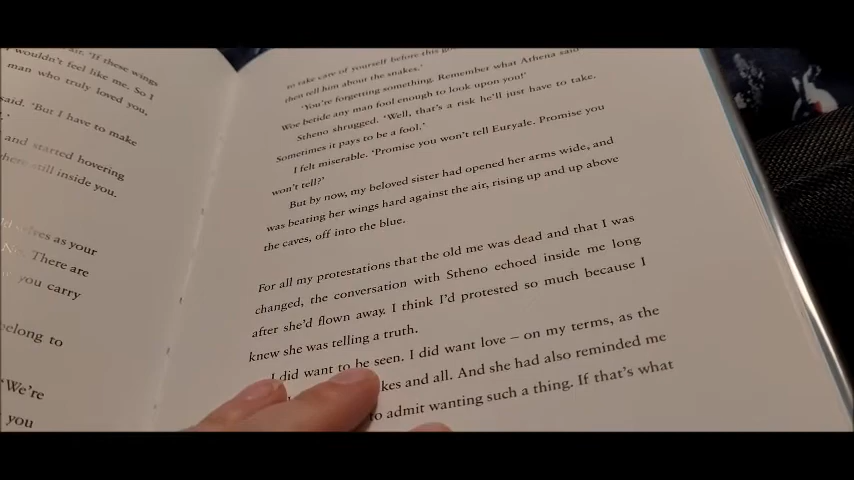 air. 'If these wings
wouldn't feel like me. So I
man who truly loved you,
said. 'But I have to make
and started hovering
here still inside you.
selves as your
There are
you carry
belong to
'We're
you
to take care of yourself before this
then tell him about the snakes.'
'You're forgetting something. Remember what Athena said
Woe betide any man fool enough to look upon you!'
Stheno shrugged. 'Well, that's a risk he'll just have to take.
Sometimes it pays to be a fool.'
I felt miserable. 'Promise you won't tell Euryale. Promise you
won't tell?'
But by now, my beloved sister had opened her arms wide, and
was beating her wings hard against the air, rising up and up above
the caves, off into the blue.
For all my protestations that the old me was dead and that I was
changed, the conversation with Stheno echoed inside me long
after she'd flown away. I think I'd protested so much because I
knew she was telling a truth.
I did want to be seen. I did want love – on my terms, as the
kes and all. And she had also reminded me
to admit wanting such a thing. If that's what